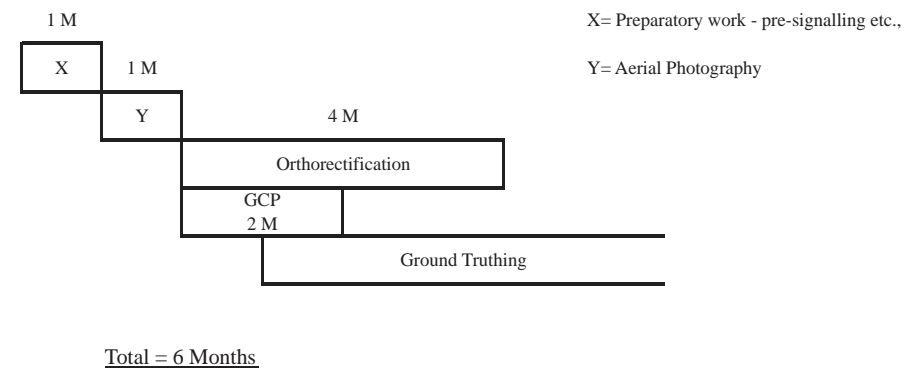 1 M
X= Preparatory work - pre-signalling etc.,
X
1 M
Y= Aerial Photography
Y
4 M
Orthorectification
GCP
2 M
Ground Truthing
Total = 6 Months